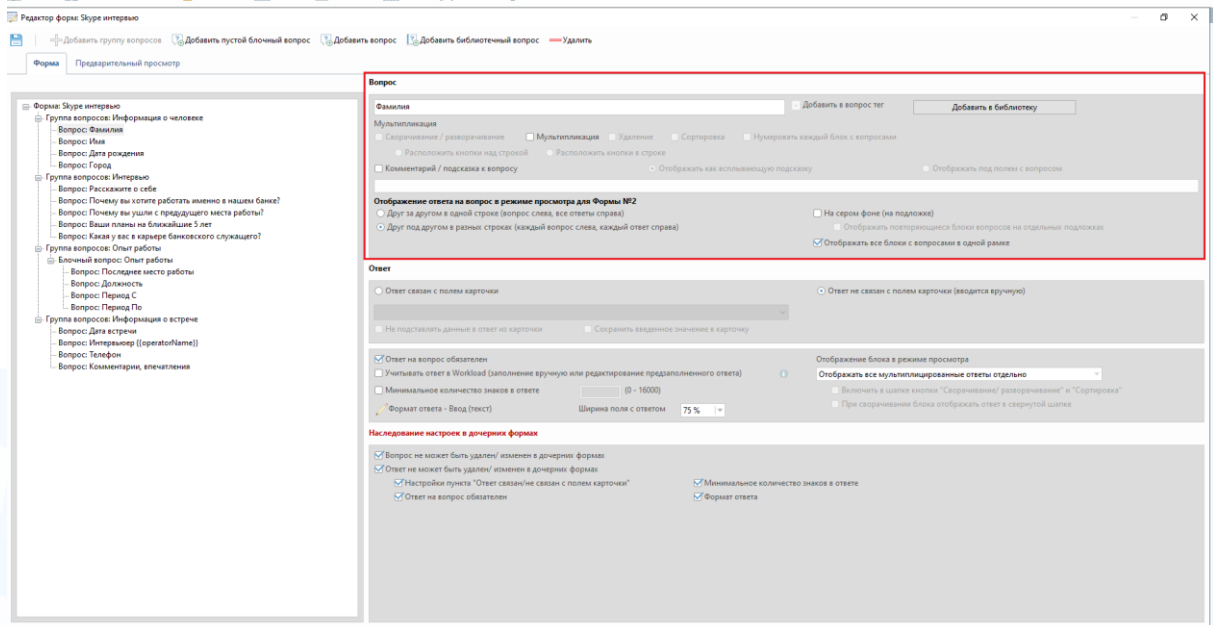 Редактор форм: Skype интервью
Добавить группу вопросов Добавить пустой блочный вопрос Добавить вопрос Добавить библиотечный вопрос Удалить
Форма Предварительный просмотр
Форма: Skype интервью
Группа вопросов: Информация о человеке
Вопрос: Фамилия
Вопрос: Имя
Вопрос: Дата рождения
Вопрос: Город
Группа вопросов: Интервью
Вопрос: Расскажите о себе
Вопрос: Почему вы хотите работать именно в нашем банке?
Вопрос: Почему вы ушли с предудущего места работы?
Вопрос: Ваши планы на ближайшие 5 лет
Вопрос: Какая у вас в карьере банковского служащего?
Группа вопросов: Опыт работы
Блочный вопрос: Опыт работы
Вопрос: Последнее место работы
Вопрос: Должность
Вопрос: Период С
Вопрос: Период По
Группа вопросов: Информация о встрече
Вопрос: Дата встречи
Вопрос: Интервьюер {{operatorName}}
Вопрос: Телефон
Вопрос: Комментарии, впечатления
Вопрос
Фамилия Добавить в вопрос тег Добавить в библиотеку
Мультипликация
Сворачивание / разворачивание Мультипликация Удаление Сортировка Нумеровать каждый блок с вопросами
Расположить кнопки над строкой Расположить кнопки в строке
Комментарий / подсказка к вопросу Отображать как всплывающую подсказку Отображать под полем с вопросом
Отображение ответа на вопрос в режиме просмотра для Формы №2
Друг за другом в одной строке (вопрос слева, все ответы справа) На сером фоне (на подложке)
Друг под другом в разных строках (каждый вопрос слева, каждый ответ справа) Отображать повторяющиеся блоки вопросов на отдельных подложках
Отображать все блоки с вопросами в одной рамке
Ответ
Ответ связан с полем карточки Ответ не связан с полем карточки (вводится вручную)
Не подставлять данные в ответ из карточки Сохранить введенное значение в карточку
Ответ на вопрос обязателен Отображение блока в режиме просмотра
Учитывать ответ в Workload (заполнение вручную или редактирование предзаполненного ответа) Отображать все мультиплицированные ответы отдельно
Минимальное количество знаков в ответе (0 - 16000) Включить в шапке кнопки "Сворачивание/ разворачивание" и "Сортировка"
Формат ответа - Ввод (текст) Ширина поля с ответом 75 % При сворачивании блока отображать ответ в свернутой шапке
Наследование настроек в дочерних формах
Вопрос не может быть удален/ изменен в дочерних формах
Ответ не может быть удален/ изменен в дочерних формах
Настройки пункта "Ответ связан/не связан с полем карточки" Минимальное количество знаков в ответе
Ответ на вопрос обязателен Формат ответа